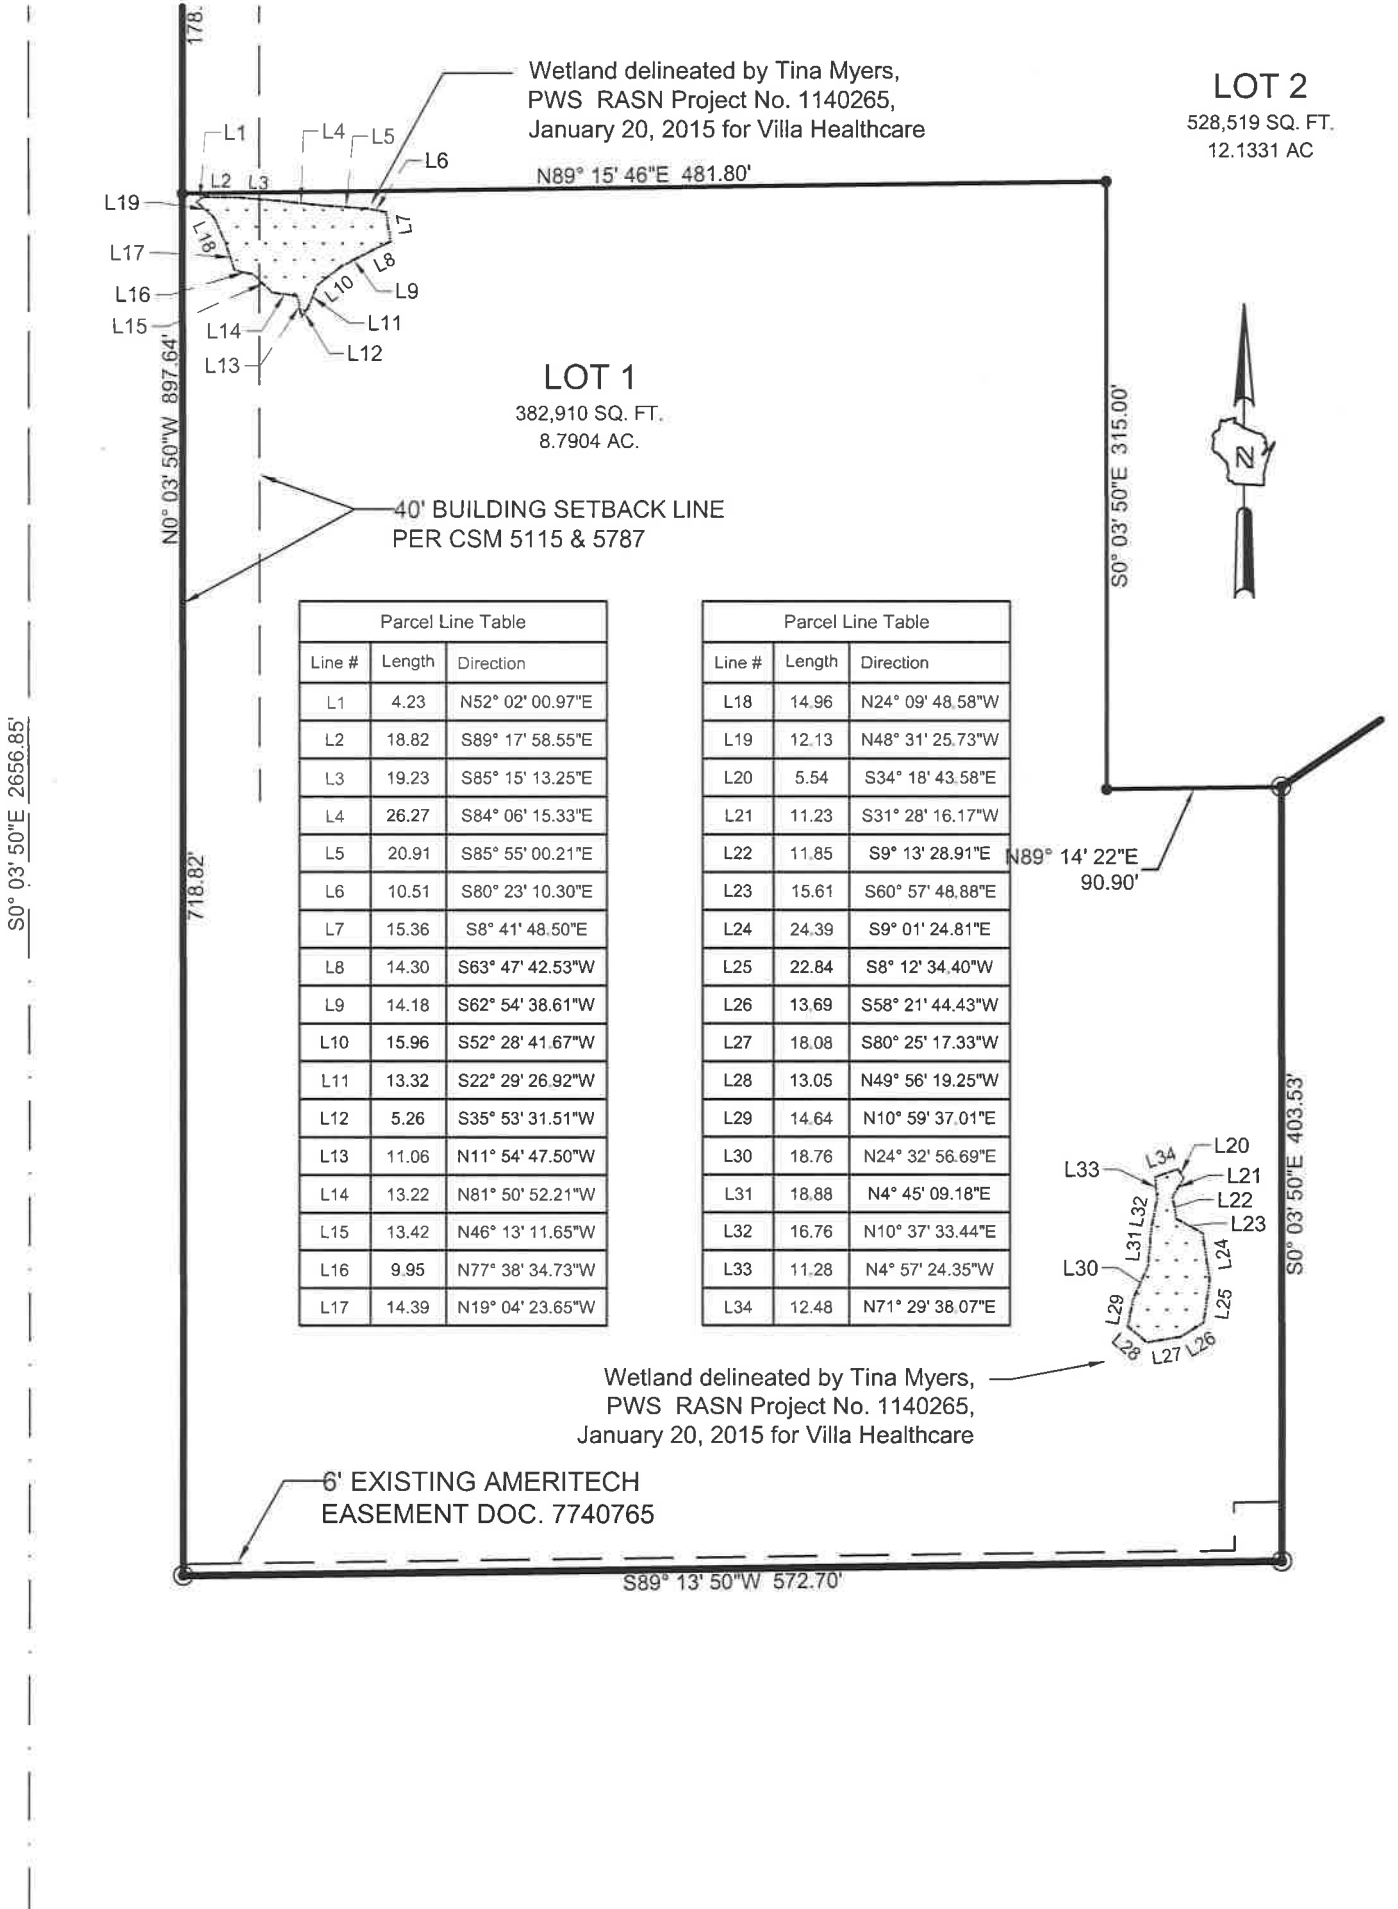 178.
Wetland delineated by Tina Myers,
PWS RASN Project No. 1140265,
January 20, 2015 for Villa Healthcare
LOT 2
528,519 SQ. FT.
12.1331 AC
L1
L4
L5
L6
L2
L3
N89° 15' 46"E 481.80'
L19
L7
L18
L17
L8
L16
L10
L9
L15
L14
L11
L13
L12
N0° 03' 50"W 897.64'
LOT 1
382,910 SQ. FT.
8.7904 AC.
S0° 03' 50"E 315.00'
N
40' BUILDING SETBACK LINE
PER CSM 5115 & 5787
S0° 03' 50"E 2656.85'
718.82'
Parcel Line Table
Line # Length Direction
L1 4.23 N52° 02' 00.97"E
L2 18.82 S89° 17' 58.55"E
L3 19.23 S85° 15' 13.25"E
L4 26.27 S84° 06' 15.33"E
L5 20.91 S85° 55' 00.21"E
L6 10.51 S80° 23' 10.30"E
L7 15.36 S8° 41' 48.50"E
L8 14.30 S63° 47' 42.53"W
L9 14.18 S62° 54' 38.61"W
L10 15.96 S52° 28' 41.67"W
L11 13.32 S22° 29' 26.92"W
L12 5.26 S35° 53' 31.51"W
L13 11.06 N11° 54' 47.50"W
L14 13.22 N81° 50' 52.21"W
L15 13.42 N46° 13' 11.65"W
L16 9.95 N77° 38' 34.73"W
L17 14.39 N19° 04' 23.65"W
Parcel Line Table
Line # Length Direction
L18 14.96 N24° 09' 48.58"W
L19 12.13 N48° 31' 25.73"W
L20 5.54 S34° 18' 43.58"E
L21 11.23 S31° 28' 16.17"W
L22 11.85 S9° 13' 28.91"E
L23 15.61 S60° 57' 48.88"E
L24 24.39 S9° 01' 24.81"E
L25 22.84 S8° 12' 34.40"W
L26 13.69 S58° 21' 44.43"W
L27 18.08 S80° 25' 17.33"W
L28 13.05 N49° 56' 19.25"W
L29 14.64 N10° 59' 37.01"E
L30 18.76 N24° 32' 56.69"E
L31 18.88 N4° 45' 09.18"E
L32 16.76 N10° 37' 33.44"E
L33 11.28 N4° 57' 24.35"W
L34 12.48 N71° 29' 38.07"E
N89° 14' 22"E
90.90'
S0° 03' 50"E 403.53'
L34
L20
L33
L21
L22
L32
L23
L31
L24
L30
L29
L25
L28
L27
L26
Wetland delineated by Tina Myers,
PWS RASN Project No. 1140265,
January 20, 2015 for Villa Healthcare
6' EXISTING AMERITECH
EASEMENT DOC. 7740765
S89° 13' 50"W 572.70'